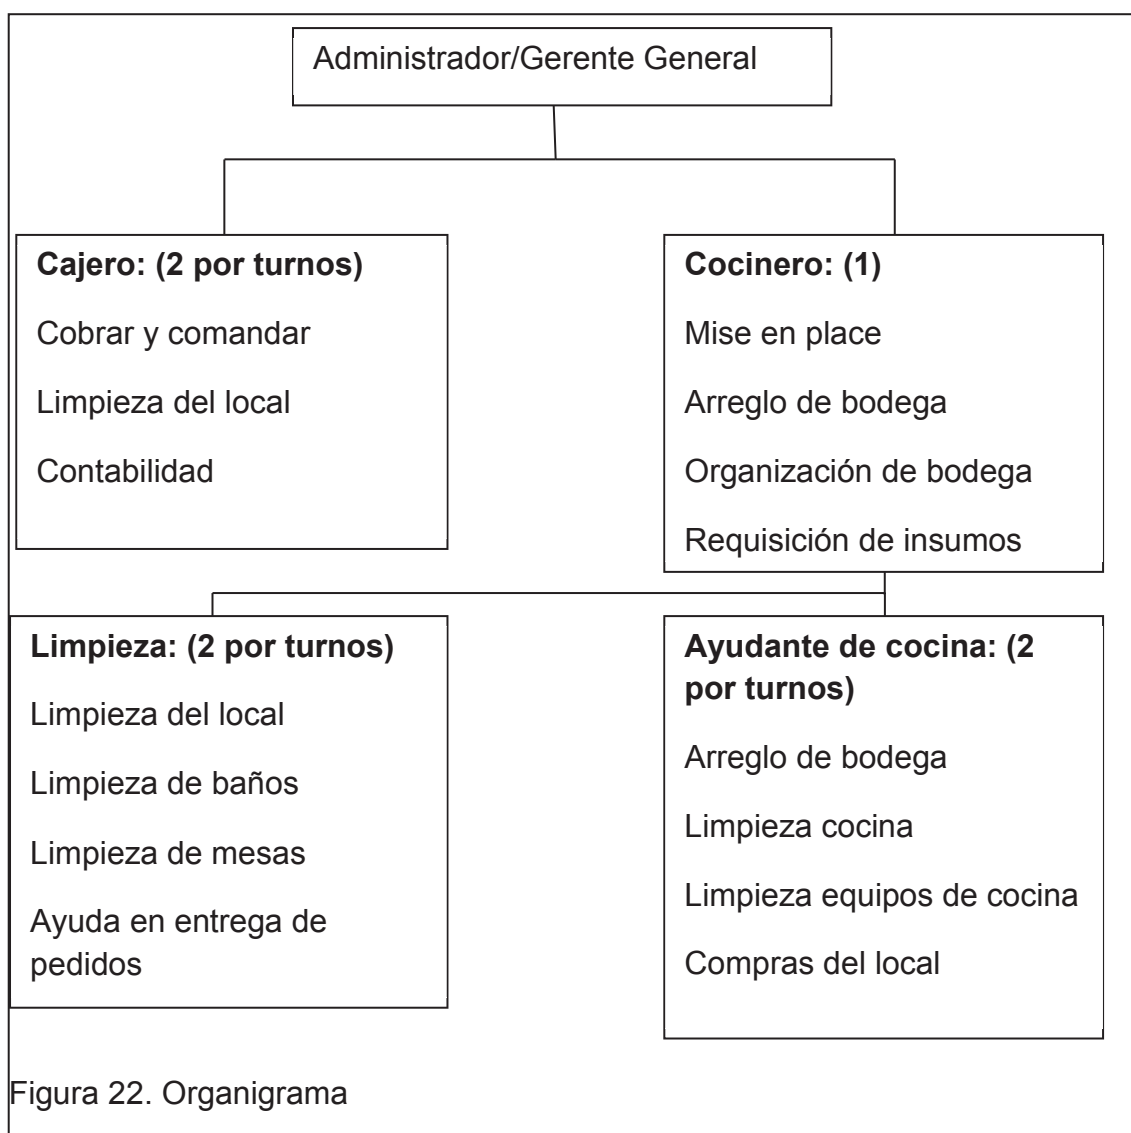 Administrador/Gerente General
Cajero: (2 por turnos)
Cobrar y comandar
Limpieza del local
Contabilidad
Cocinero: (1)
Mise en place
Arreglo de bodega
Organización de bodega
Requisición de insumos
Limpieza: (2 por turnos)
Limpieza del local
Limpieza de baños
Limpieza de mesas
Ayuda en entrega de
pedidos
Ayudante de cocina: (2
por turnos)
Arreglo de bodega
Limpieza cocina
Limpieza equipos de cocina
Compras del local
Figura 22. Organigrama